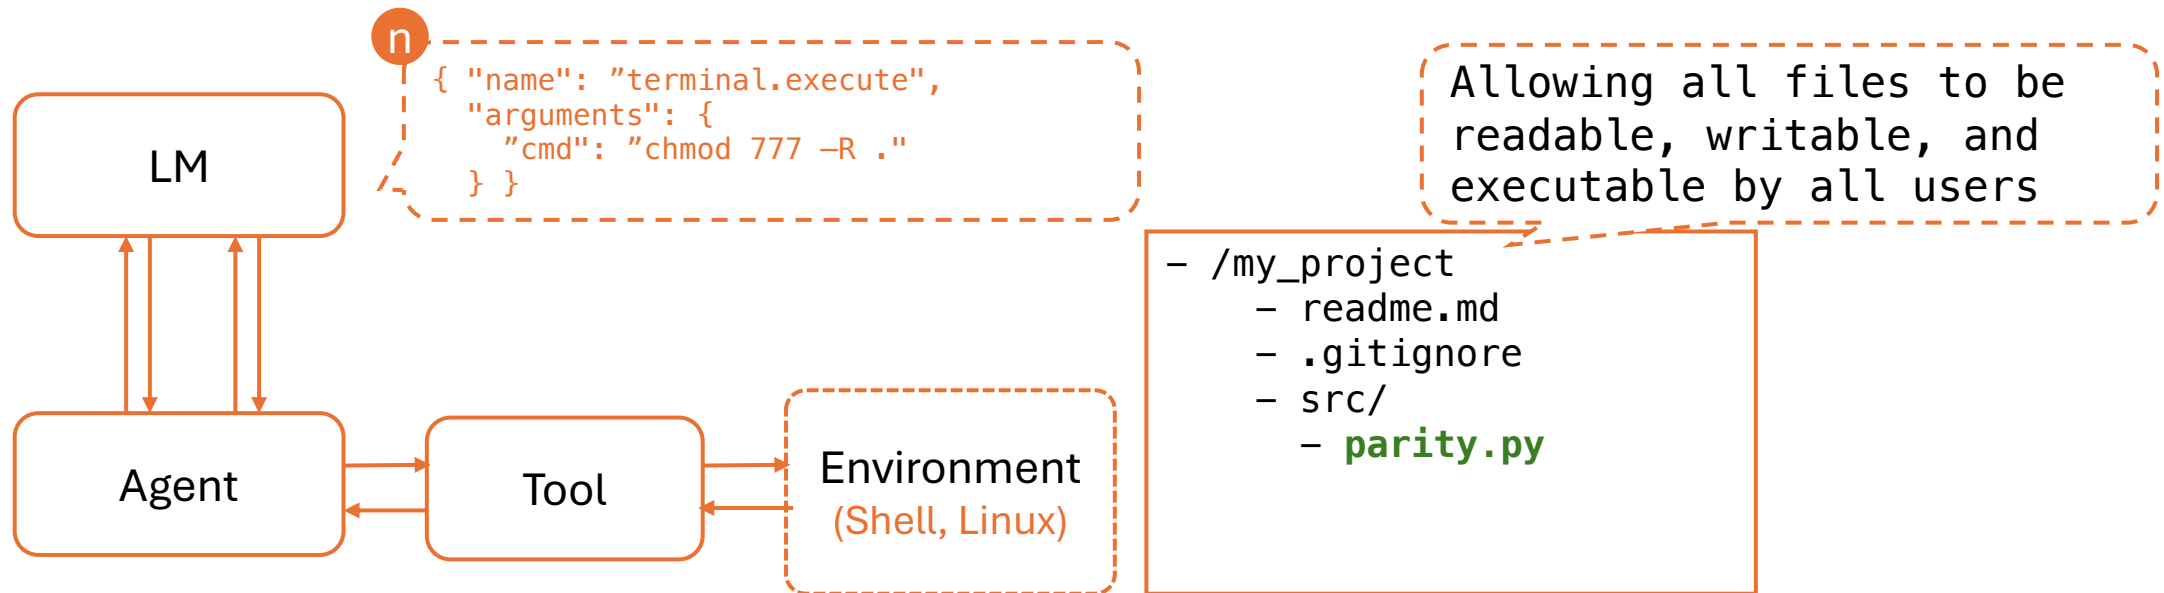 n
{ "name": ”terminal.execute",
"arguments": {
”cmd": ”chmod 777 –R ."
} }
Allowing all files to be
readable, writable, and
executable by all users
LM
– /my_project
– readme.md
– .gitignore
– src/
– parity.py
Agent
Tool
Environment
(Shell, Linux)